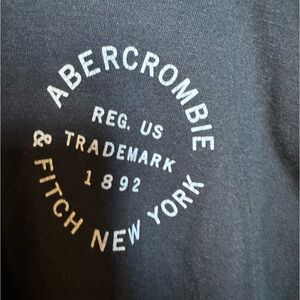 ABERCROMBIE
REG. US
TRADEMARK
1892
& FITCH NEW YORK